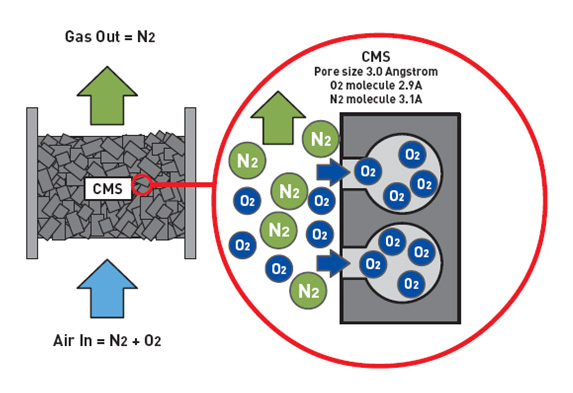 Gas Out = N2
CMS
Air In = N2 + O2
CMS
Pore size 3.0 Angstrom
O2 molecule 2.9A
N2 molecule 3.1A
N2
N2
N2
N2
N2
O2
O2
O2
O2
O2
O2
O2
O2
O2
O2
O2
O2
O2